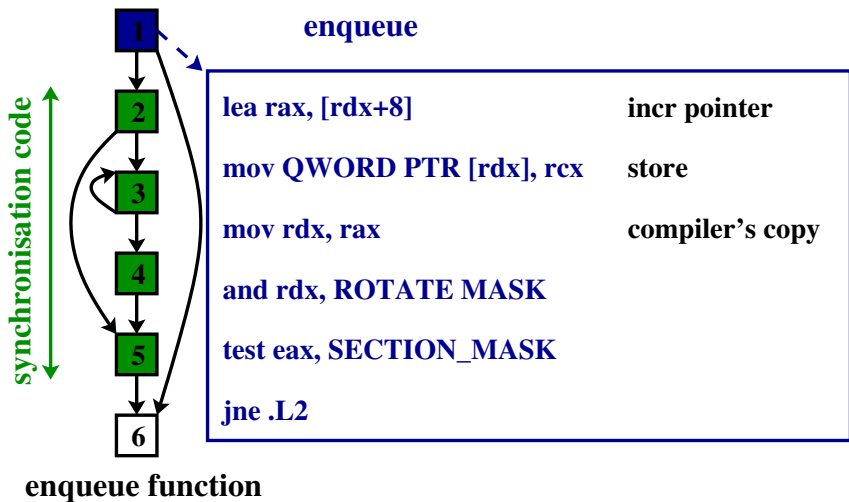 enqueue
1
2
3
4
5
6
synchronisation code
lea rax, [rdx+8] incr pointer
mov QWORD PTR [rdx], rcx store
mov rdx, rax compiler's copy
and rdx, ROTATE MASK
test eax, SECTION_MASK
jne .L2
enqueue function